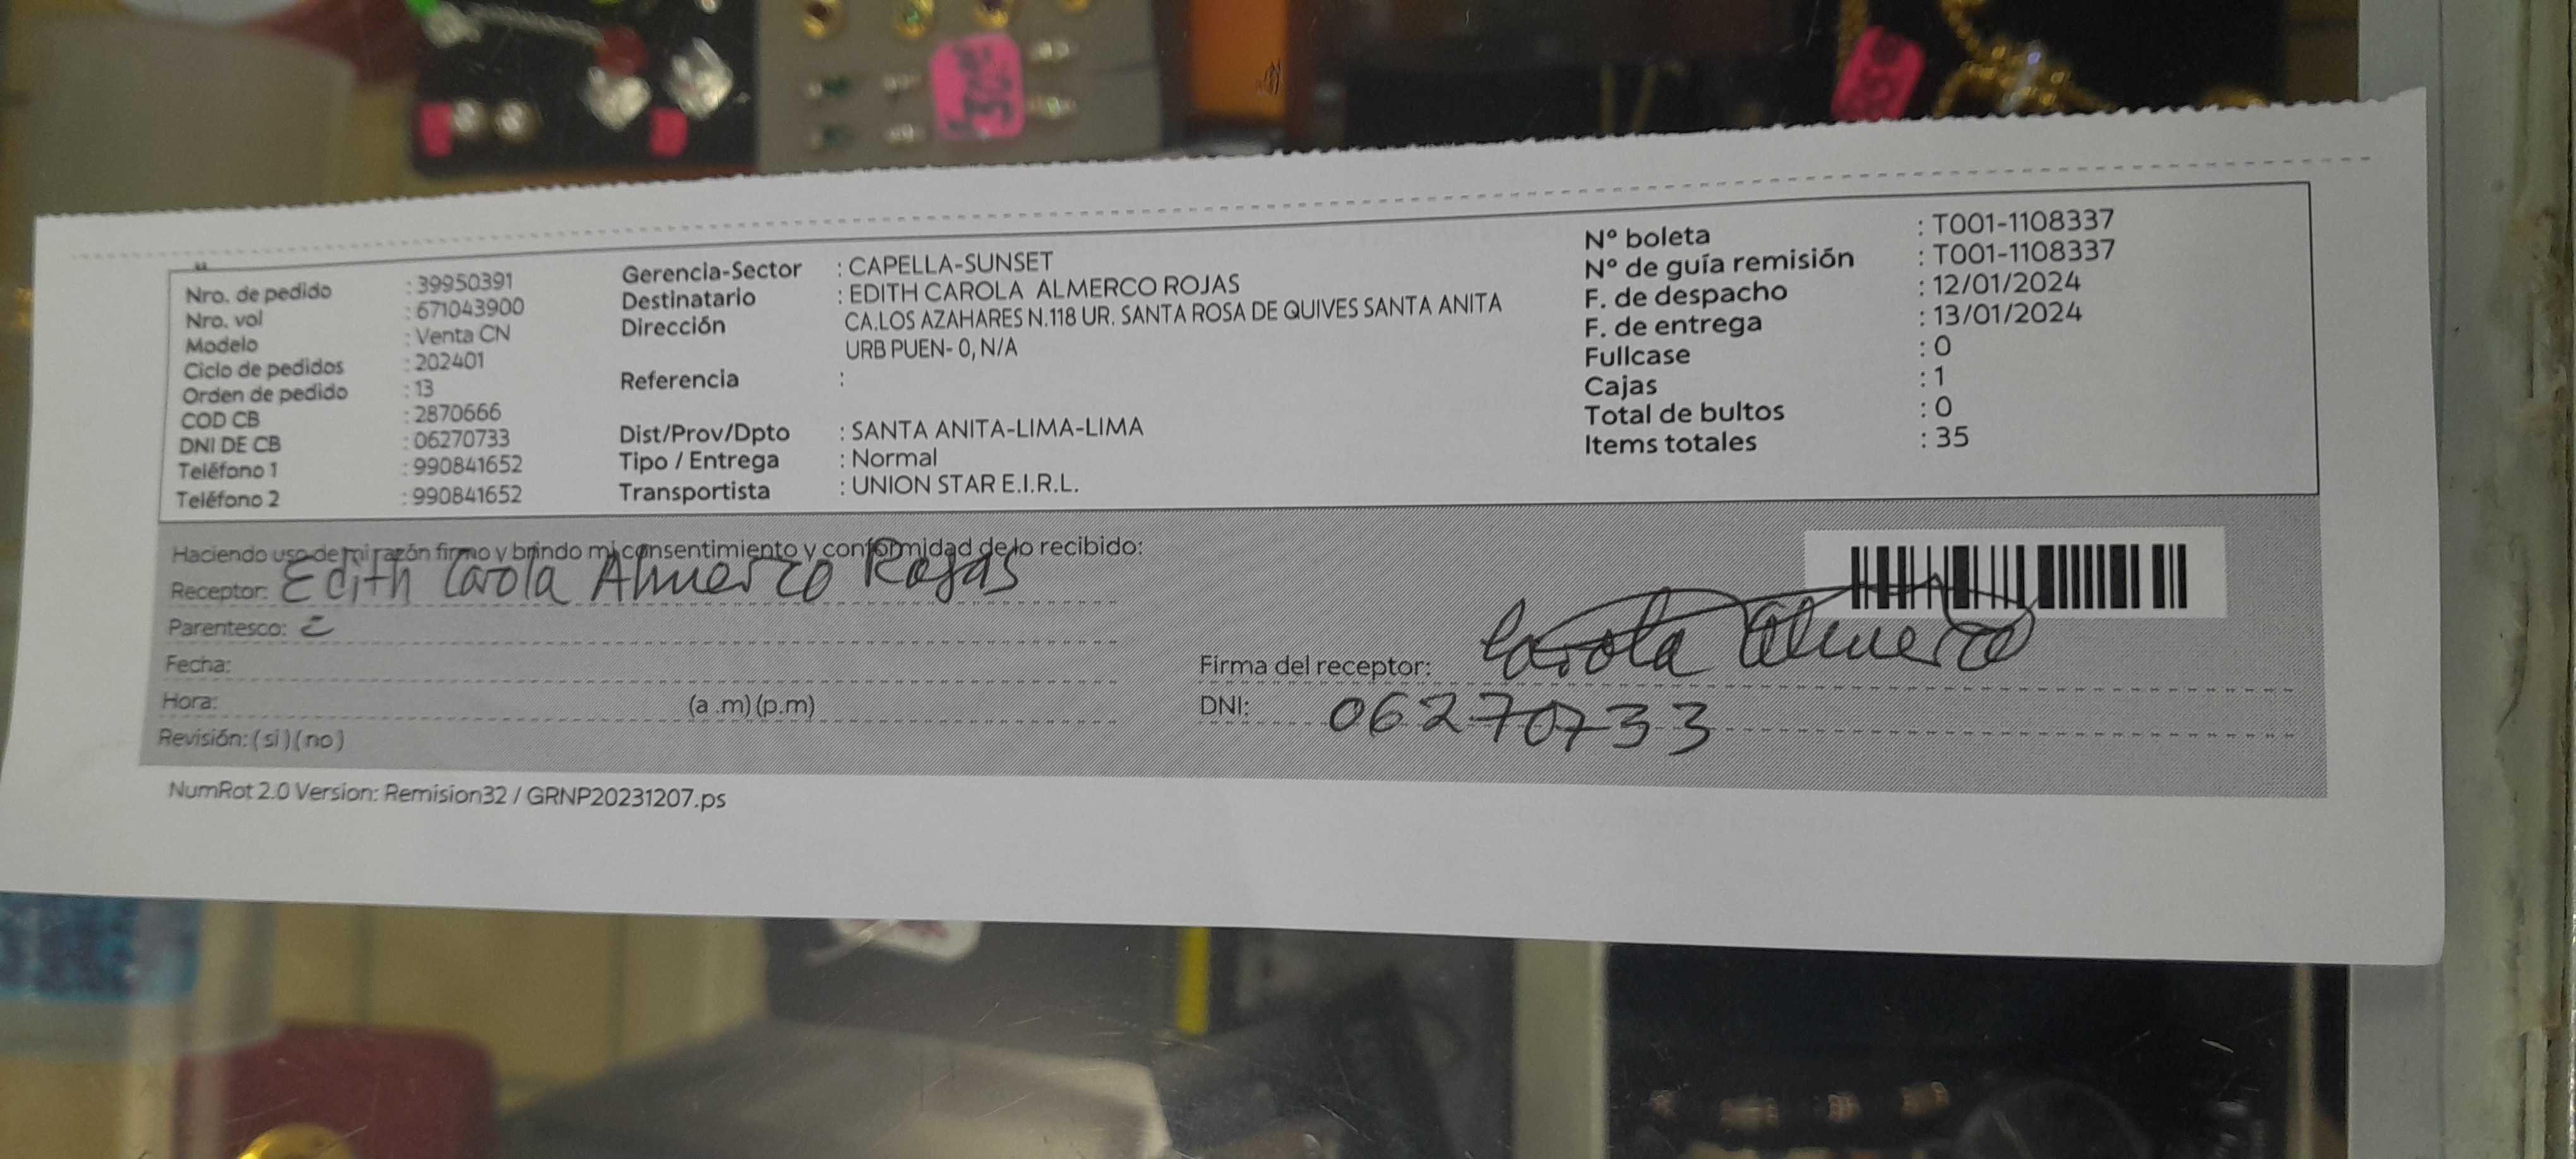 Nro. de pedido : 39950391
Nro. vol : 671043900
Modelo : Venta CN
Ciclo de pedidos : 202401
Orden de pedido : 13
COD CB : 2870666
DNI DE CB : 06270733
Teléfono 1 : 990841652
Teléfono 2 : 990841652
Gerencia-Sector : CAPELLA-SUNSET
Destinatario : EDITH CAROLA ALMERCO ROJAS
Dirección : CA.LOS AZAHARES N.118 UR. SANTA ROSA DE QUIVES SANTA ANITA
URB PUEN- 0, N/A
Referencia :
Dist/Prov/Dpto : SANTA ANITA-LIMA-LIMA
Tipo / Entrega : Normal
Transportista : UNION STAR E.I.R.L.
Nº boleta : T001-1108337
Nº de guía remisión : T001-1108337
F. de despacho : 12/01/2024
F. de entrega : 13/01/2024
Fullcase : 0
Cajas : 1
Total de bultos : 0
Items totales : 35
Haciendo uso de mi razón firmo y brindo mi consentimiento y conformidad de lo recibido:
Receptor: Edith Carola Almerco Rojas
Parentesco:
Fecha:
Hora: (a .m) (p.m)
Revisión: ( si ) ( no )
Firma del receptor: Carola Almerco
DNI: 06270733
NumRot 2.0 Version: Remision32 / GRNP20231207.ps